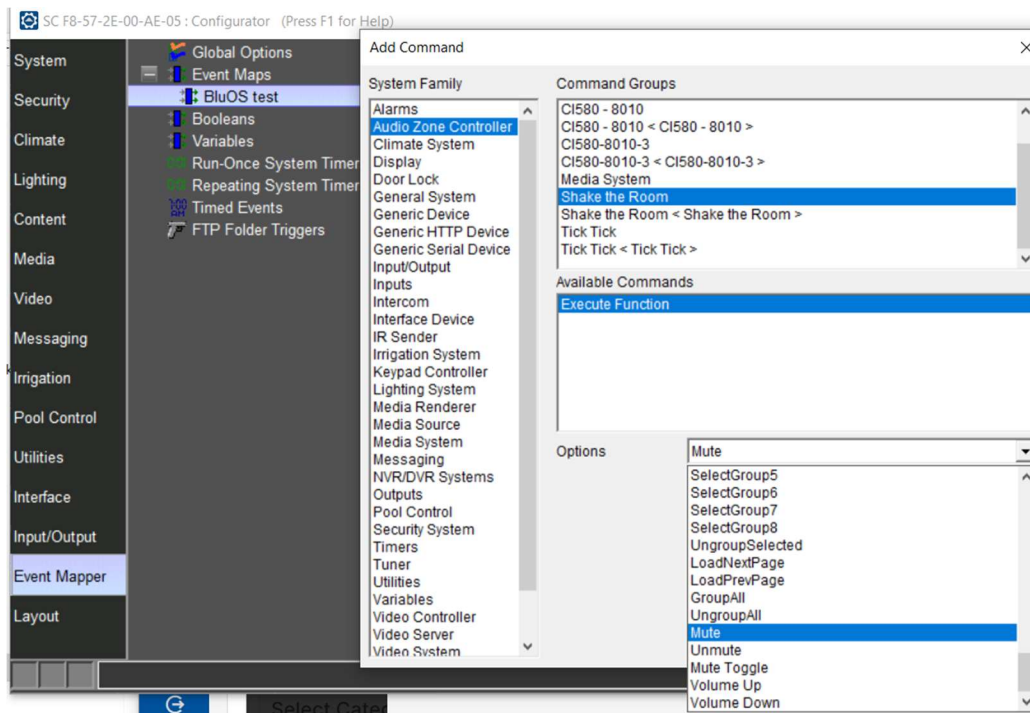 SC F8-57-2E-00-AE-05 : Configurator (Press F1 for Help)
System
Security
Climate
Lighting
Content
Media
Video
Messaging
Irrigation
Pool Control
Utilities
Interface
Input/Output
Event Mapper
Layout
Global Options
Event Maps
BluOS test
Booleans
Variables
Run-Once System Timer
Repeating System Timer
Timed Events
FTP Folder Triggers
Add Command
System Family
Alarms
Audio Zone Controller
Climate System
Display
Door Lock
General System
Generic Device
Generic HTTP Device
Generic Serial Device
Input/Output
Inputs
Intercom
Interface Device
IR Sender
Irrigation System
Keypad Controller
Lighting System
Media Renderer
Media Source
Media System
Messaging
NVR/DVR Systems
Outputs
Pool Control
Security System
Timers
Tuner
Utilities
Variables
Video Controller
Video Server
Video System
Command Groups
CI580 - 8010
CI580 - 8010 < CI580 - 8010 >
CI580-8010-3
CI580-8010-3 < CI580-8010-3 >
Media System
Shake the Room
Shake the Room < Shake the Room >
Tick Tick
Tick Tick < Tick Tick >
Available Commands
Execute Function
Options
Mute
SelectGroup5
SelectGroup6
SelectGroup7
SelectGroup8
UngroupSelected
LoadNextPage
LoadPrevPage
GroupAll
UngroupAll
Mute
Unmute
Mute Toggle
Volume Up
Volume Down
Select